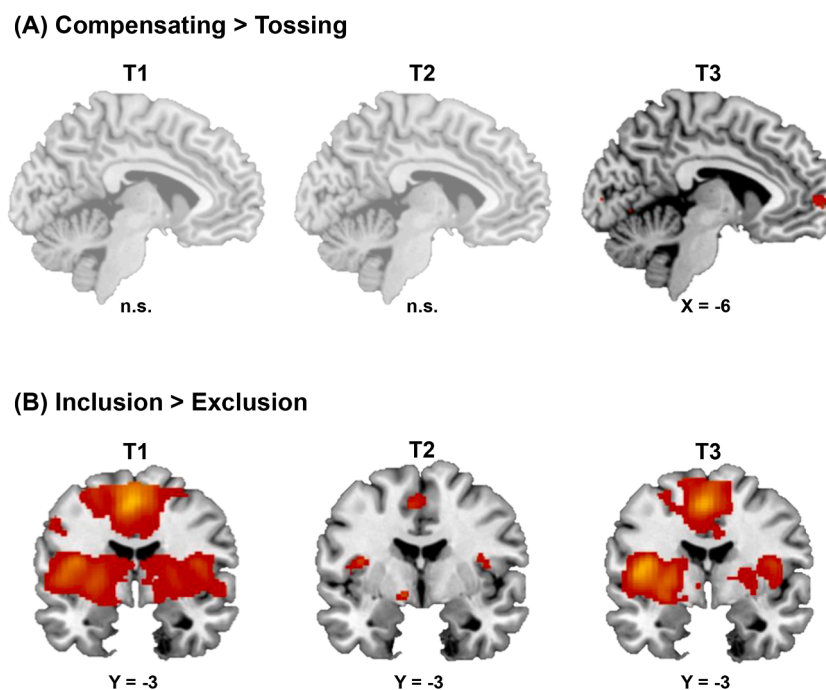 (A) Compensating > Tossing
T1 T2 T3
n.s. n.s. X = -6
(B) Inclusion > Exclusion
T1 T2 T3
Y = -3 Y = -3 Y = -3